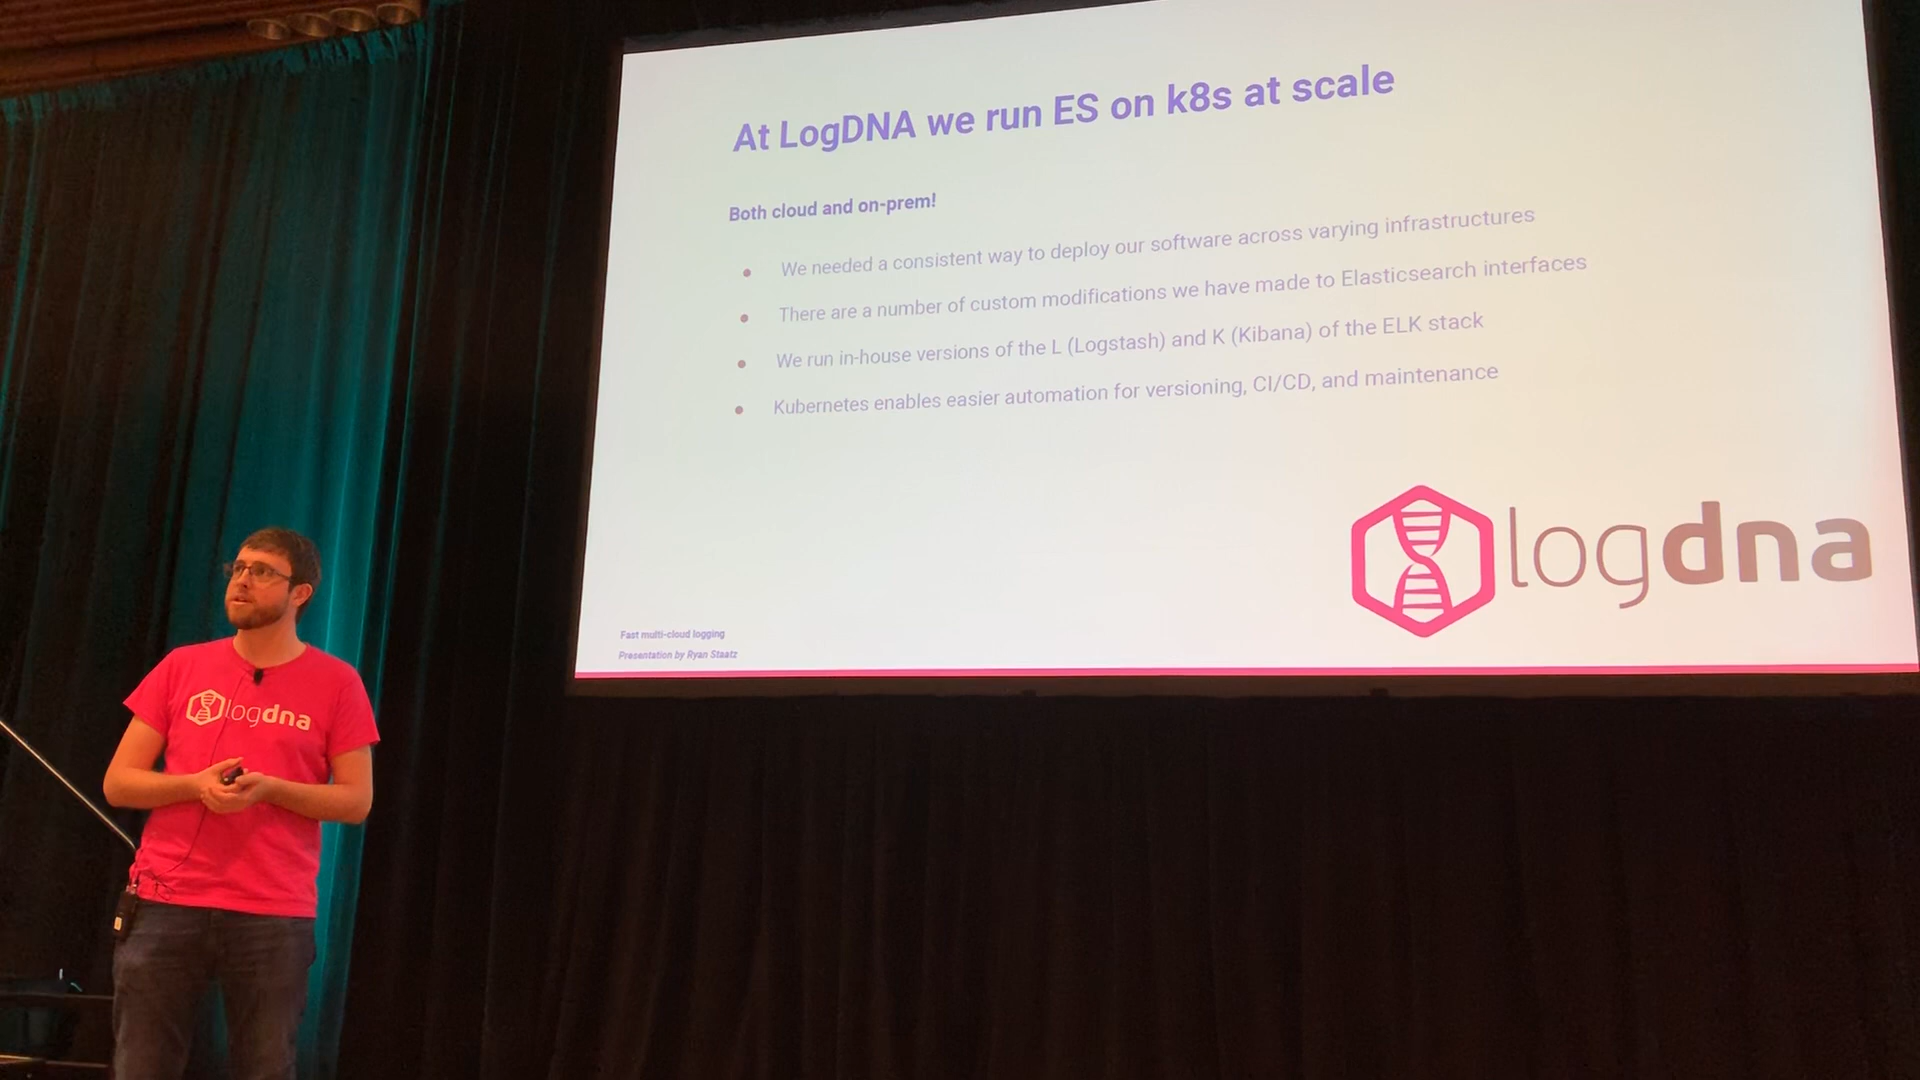 At LogDNA we run ES on k8s at scale
Both cloud and on-prem!
• We needed a consistent way to deploy our software across varying infrastructures
• There are a number of custom modifications we have made to Elasticsearch interfaces
• We run in-house versions of the L (Logstash) and K (Kibana) of the ELK stack
• Kubernetes enables easier automation for versioning, CI/CD, and maintenance
logdna
Fast multi-cloud logging
Presentation by Ryan Staatz
logdna